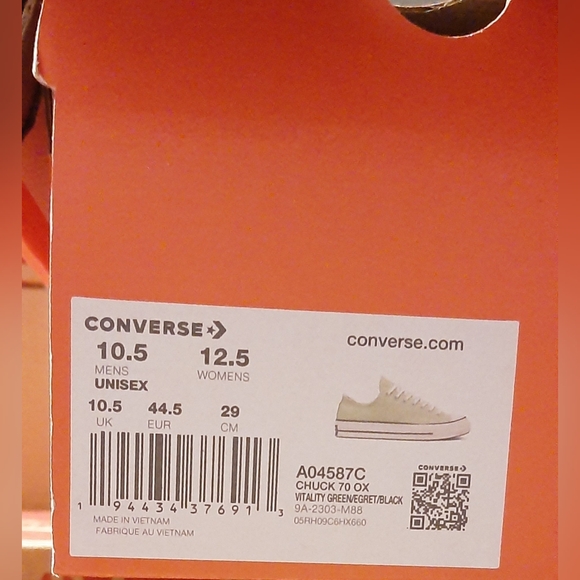 CONVERSE
converse.com
10.5 12.5
MENS WOMENS
UNISEX
10.5 44.5 29
UK EUR CM
1 94434 37691 3
MADE IN VIETNAM
FABRIQUE AU VIETNAM
A04587C
CHUCK 70 OX
VITALITY GREEN/EGRET/BLACK
9A-2303-M88
05RH09C6HX660
CONVERSE